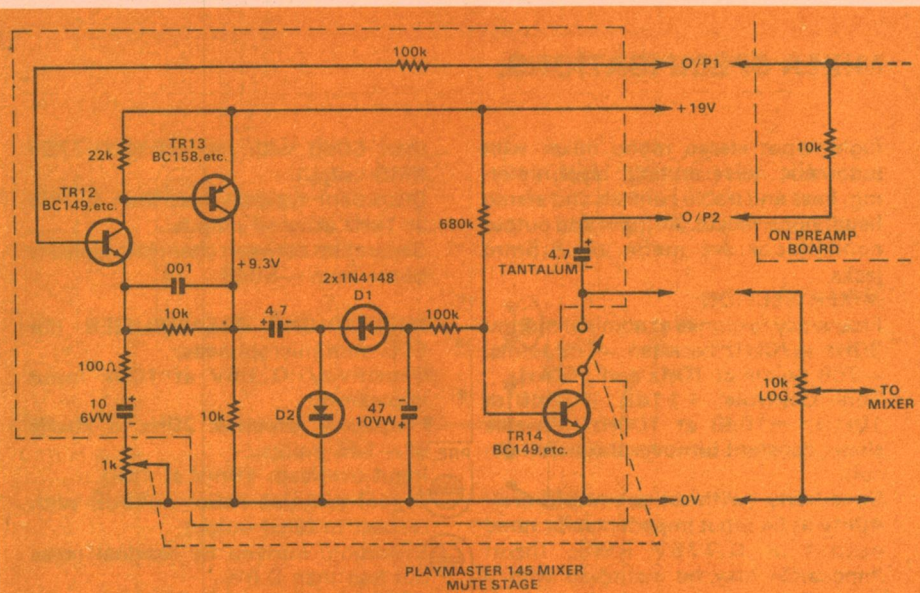 100k
O/P1
+19V
TR13
BC158,etc.
22k
10k
TR12
BC149,etc.
680k
O/P2
ON PREAMP
BOARD
4.7
TANTALUM
+9.3V
.001
2x1N4148
D1
4.7
10k
100k
100Ω
10
6VW
10k
D2
47
10VW
TR14
BC149,etc.
10k
LOG.
TO
MIXER
1k
0V
PLAYMASTER 145 MIXER
MUTE STAGE